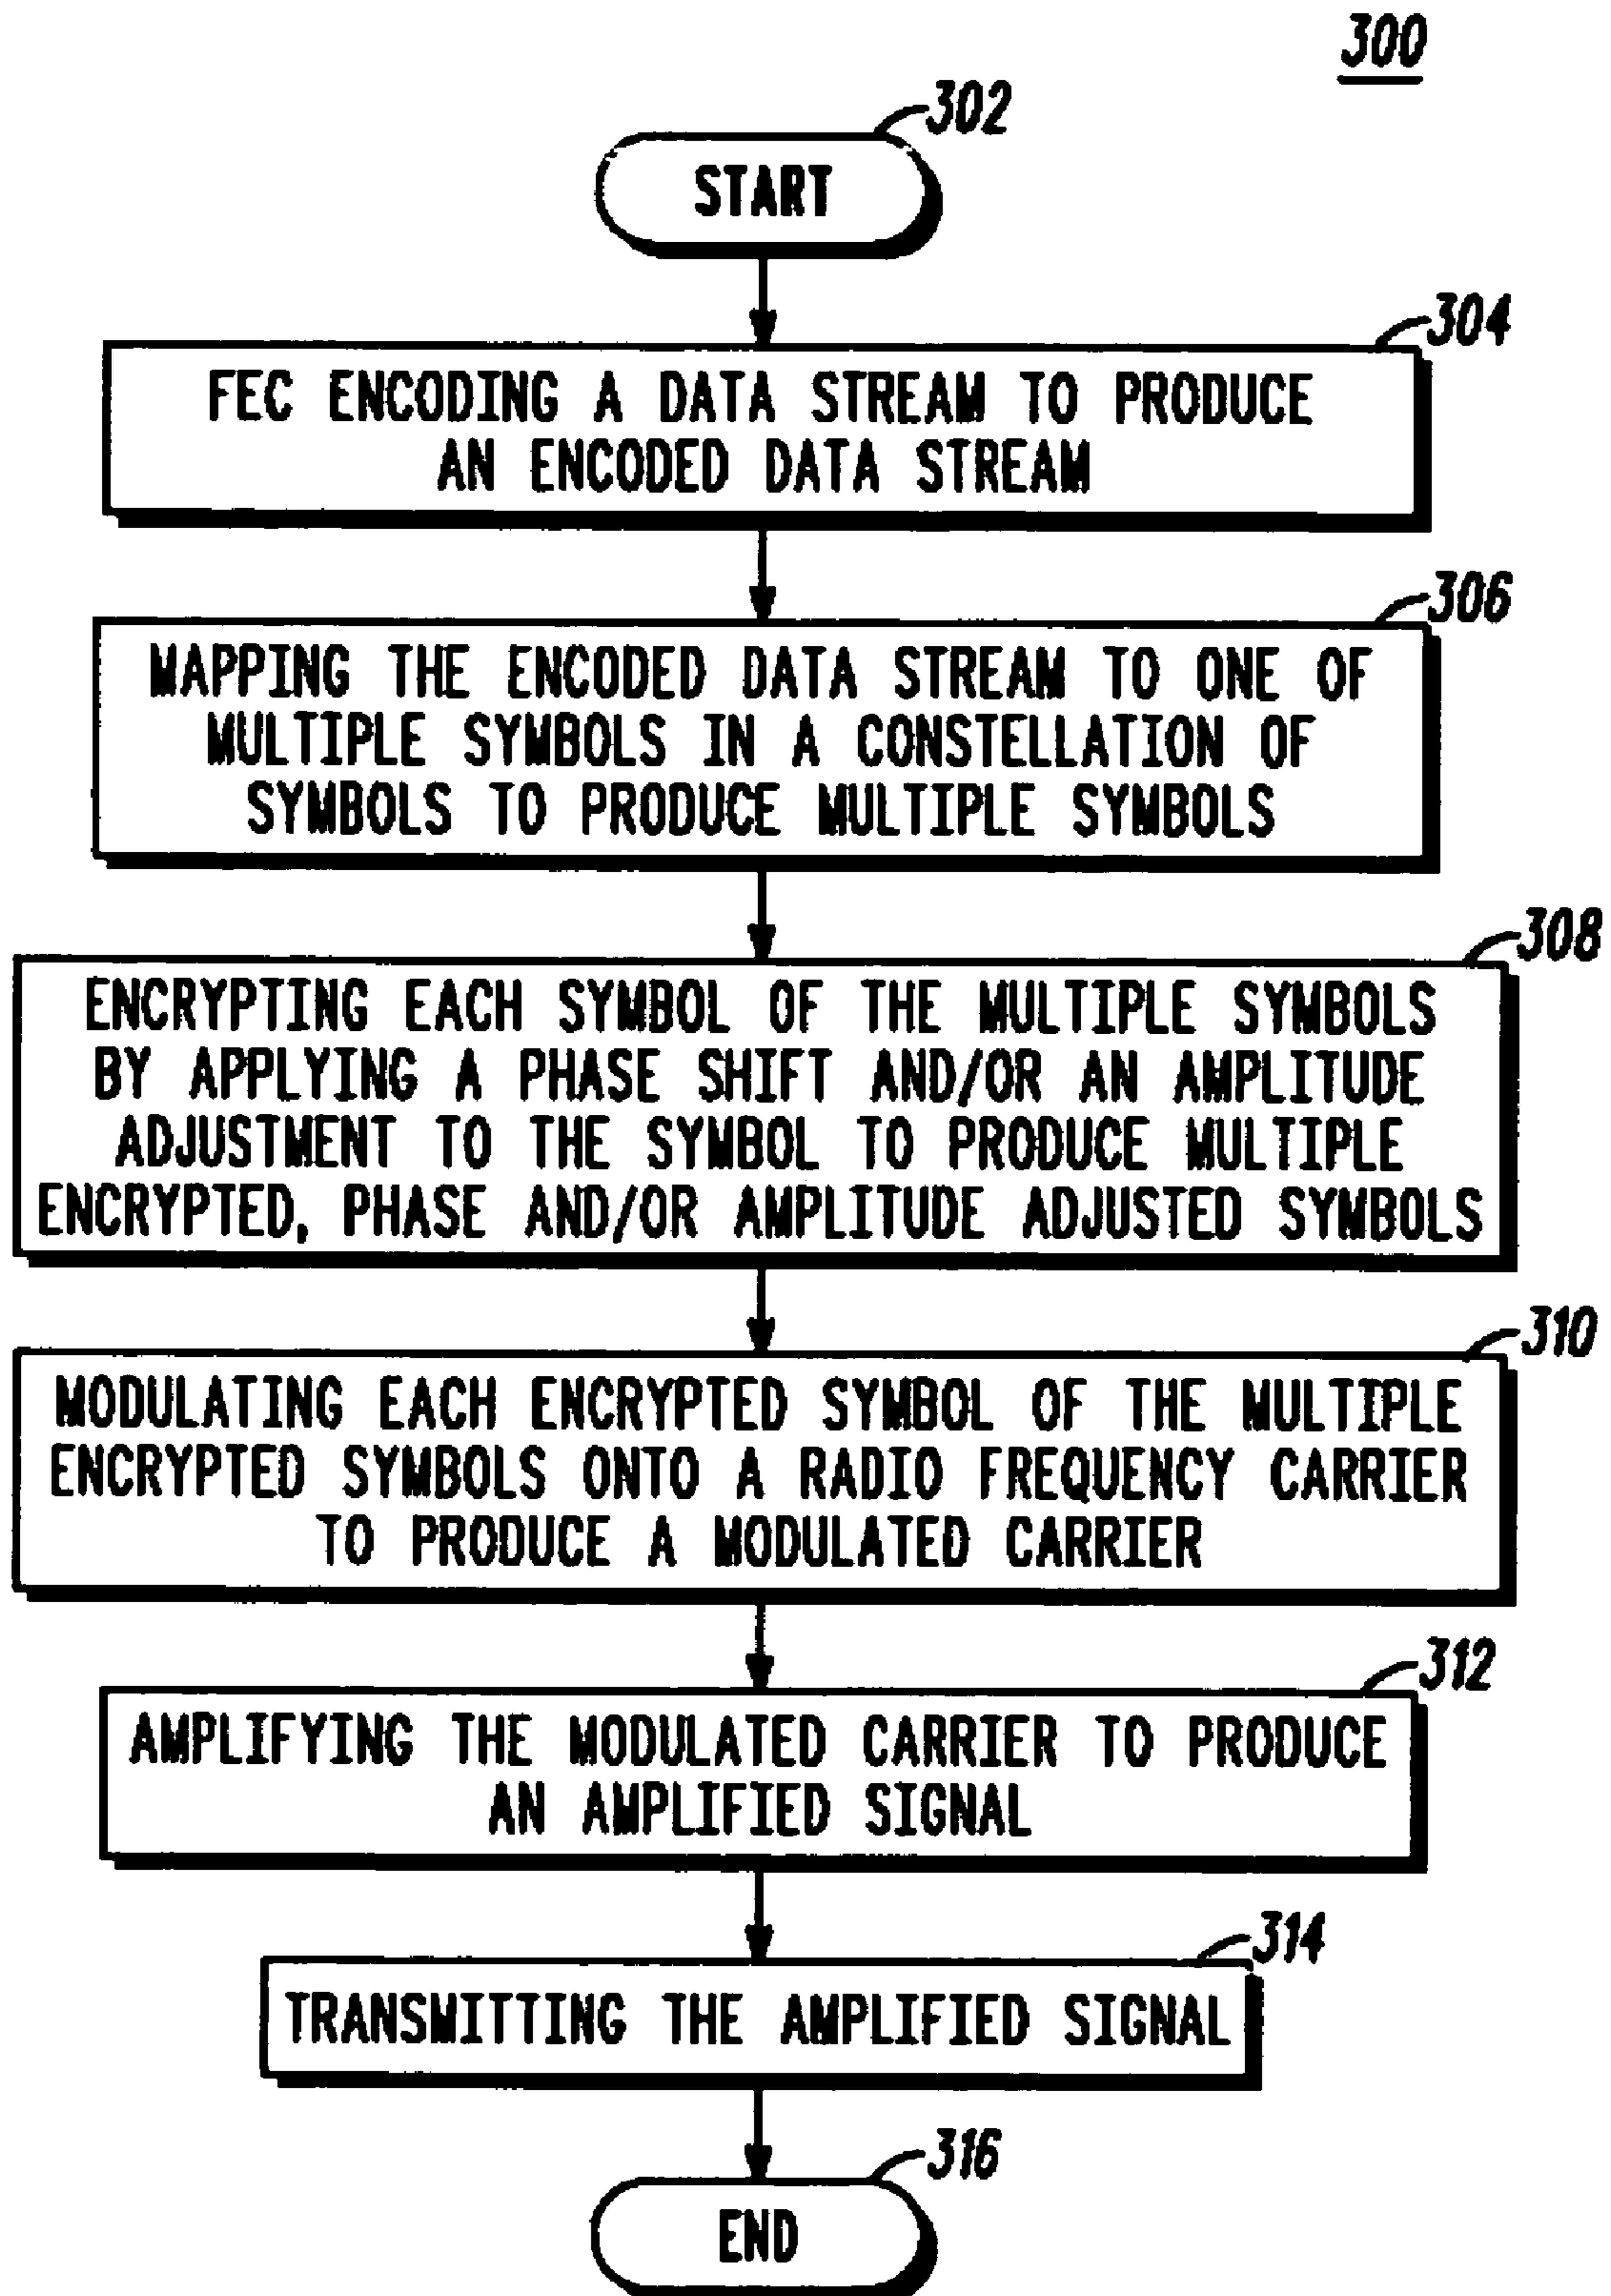 300
302
START
304
FEC ENCODING A DATA STREAM TO PRODUCE
AN ENCODED DATA STREAM
306
MAPPING THE ENCODED DATA STREAM TO ONE OF
MULTIPLE SYMBOLS IN A CONSTELLATION OF
SYMBOLS TO PRODUCE MULTIPLE SYMBOLS
308
ENCRYPTING EACH SYMBOL OF THE MULTIPLE SYMBOLS
BY APPLYING A PHASE SHIFT AND/OR AN AMPLITUDE
ADJUSTMENT TO THE SYMBOL TO PRODUCE MULTIPLE
ENCRYPTED, PHASE AND/OR AMPLITUDE ADJUSTED SYMBOLS
310
MODULATING EACH ENCRYPTED SYMBOL OF THE MULTIPLE
ENCRYPTED SYMBOLS ONTO A RADIO FREQUENCY CARRIER
TO PRODUCE A MODULATED CARRIER
312
AMPLIFYING THE MODULATED CARRIER TO PRODUCE
AN AMPLIFIED SIGNAL
314
TRANSMITTING THE AMPLIFIED SIGNAL
316
END